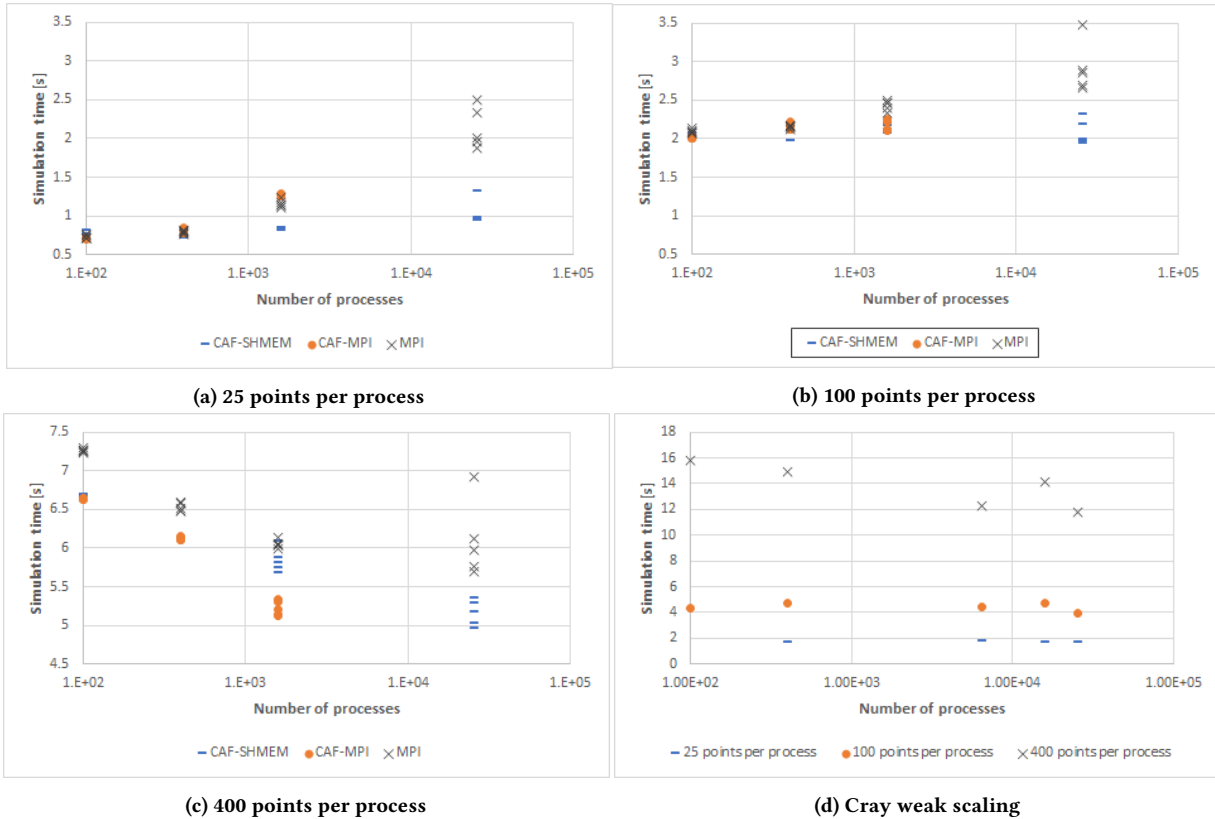 3.5
3
2.5
2
1.5
1
0.5
Simulation time [s]
1.E+02 1.E+03 1.E+04 1.E+05
Number of processes
CAF-SHMEM CAF-MPI MPI
(a) 25 points per process
3.5
3
2.5
2
1.5
1
0.5
Simulation time [s]
1.E+02 1.E+03 1.E+04 1.E+05
Number of processes
CAF-SHMEM CAF-MPI MPI
(b) 100 points per process
7.5
7
6.5
6
5.5
5
4.5
Simulation time [s]
1.E+02 1.E+03 1.E+04 1.E+05
Number of processes
CAF-SHMEM CAF-MPI MPI
(c) 400 points per process
18
16
14
12
10
8
6
4
2
0
Simulation time [s]
1.00E+02 1.00E+03 1.00E+04 1.00E+05
Number of processes
25 points per process 100 points per process 400 points per process
(d) Cray weak scaling